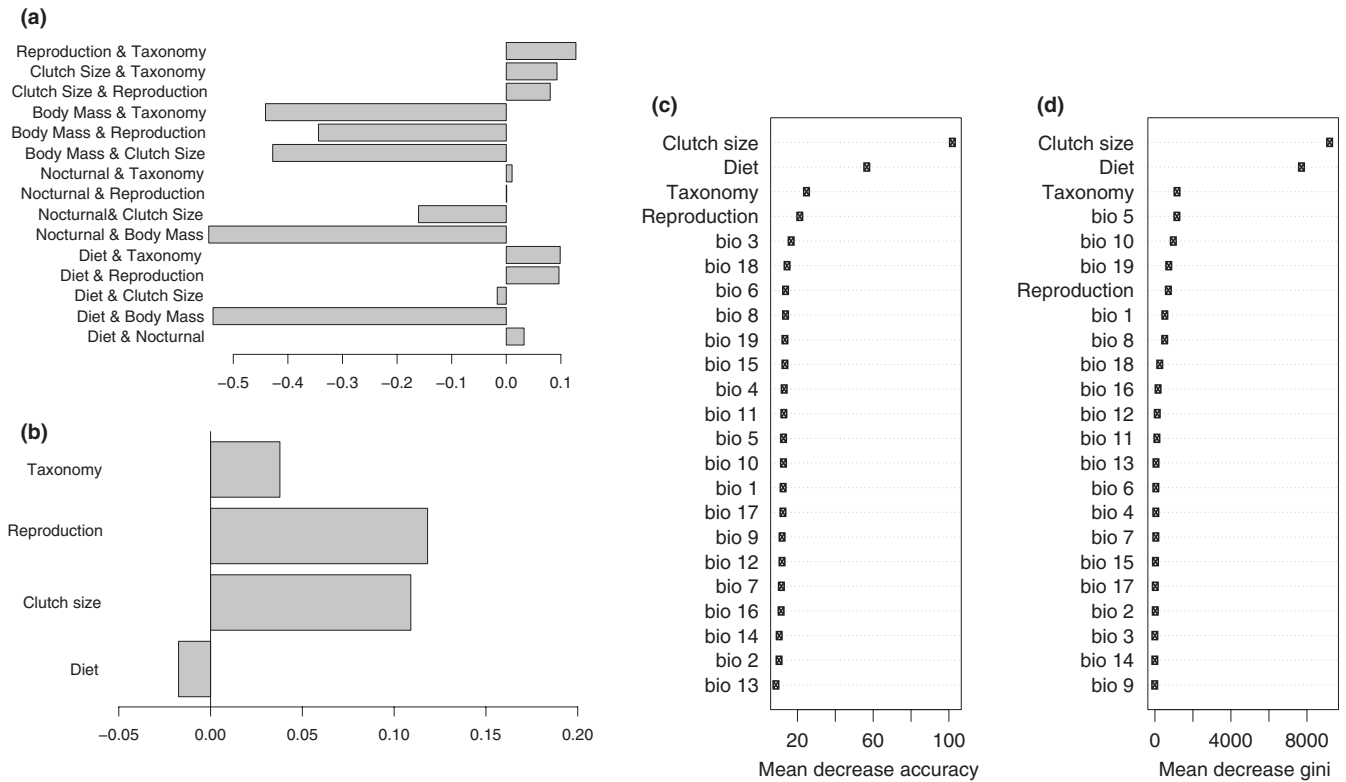 (a)
Reproduction & Taxonomy
Clutch Size & Taxonomy
Clutch Size & Reproduction
Body Mass & Taxonomy
Body Mass & Reproduction
Body Mass & Clutch Size
Nocturnal & Taxonomy
Nocturnal & Reproduction
Nocturnal& Clutch Size
Nocturnal & Body Mass
Diet & Taxonomy
Diet & Reproduction
Diet & Clutch Size
Diet & Body Mass
Diet & Nocturnal
−0.5 −0.4 −0.3 −0.2 −0.1 0.0 0.1
(b)
Taxonomy
Reproduction
Clutch size
Diet
−0.05 0.00 0.05 0.10 0.15 0.20
(c)
Clutch size
Diet
Taxonomy
Reproduction
bio 3
bio 18
bio 6
bio 8
bio 19
bio 15
bio 4
bio 11
bio 5
bio 10
bio 1
bio 17
bio 9
bio 12
bio 7
bio 16
bio 14
bio 2
bio 13
20 60 100
Mean decrease accuracy
(d)
Clutch size
Diet
Taxonomy
bio 5
bio 10
bio 19
Reproduction
bio 1
bio 8
bio 18
bio 16
bio 12
bio 11
bio 13
bio 6
bio 4
bio 7
bio 15
bio 17
bio 2
bio 3
bio 14
bio 9
0 4000 8000
Mean decrease gini